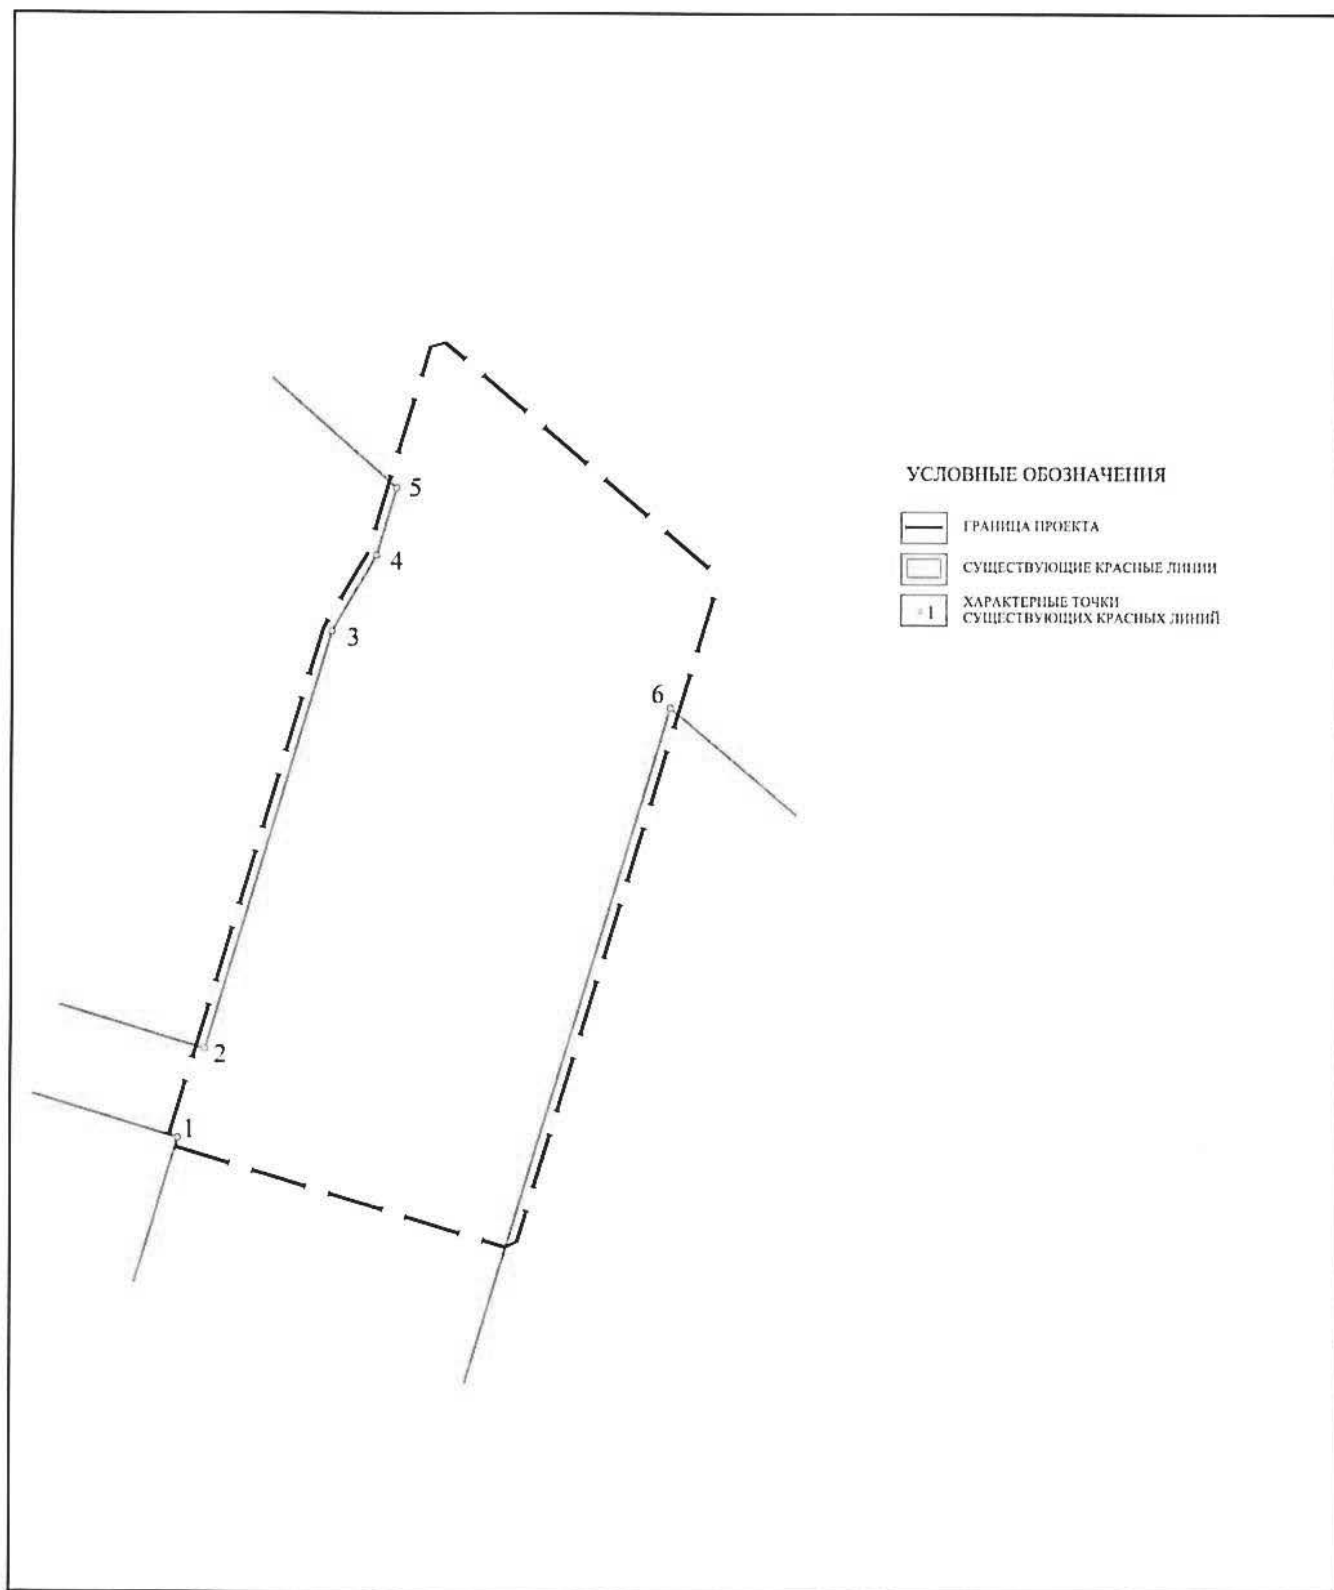 5
4
3
6
2
1
УСЛОВНЫЕ ОБОЗНАЧЕНИЯ
ГРАНИЦА ПРОЕКТА
СУЩЕСТВУЮЩИЕ КРАСНЫЕ ЛИНИИ
1
ХАРАКТЕРНЫЕ ТОЧКИ
СУЩЕСТВУЮЩИХ КРАСНЫХ ЛИНИЙ